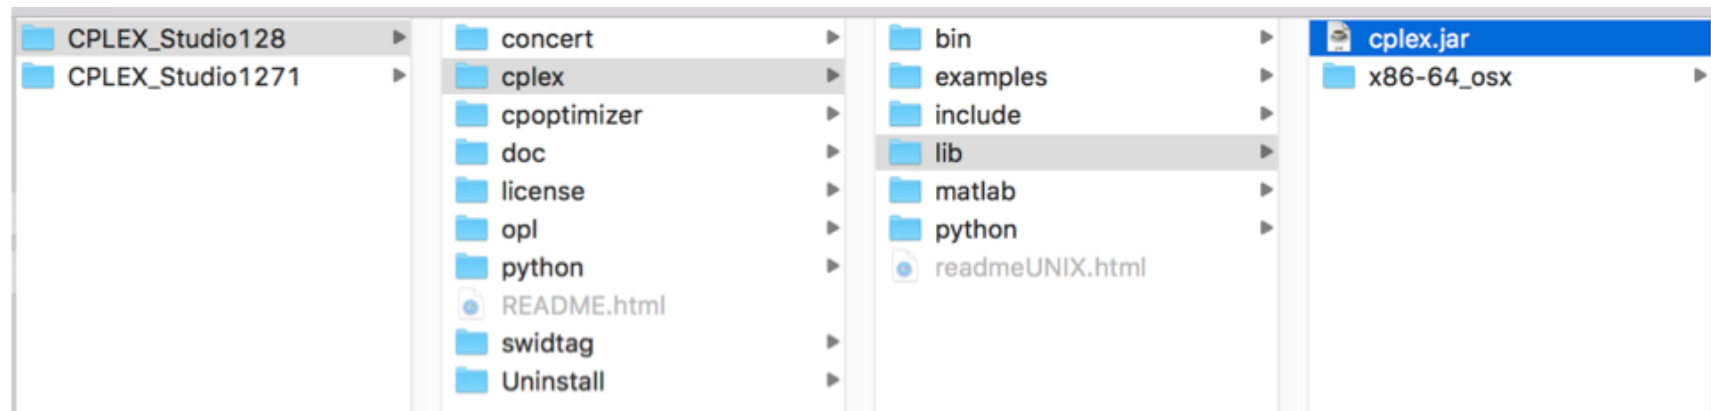 CPLEX_Studio128
CPLEX_Studio1271
concert
cplex
cpoptimizer
doc
license
opl
python
README.html
swidtag
Uninstall
bin
examples
include
lib
matlab
python
readmeUNIX.html
cplex.jar
x86-64_osx